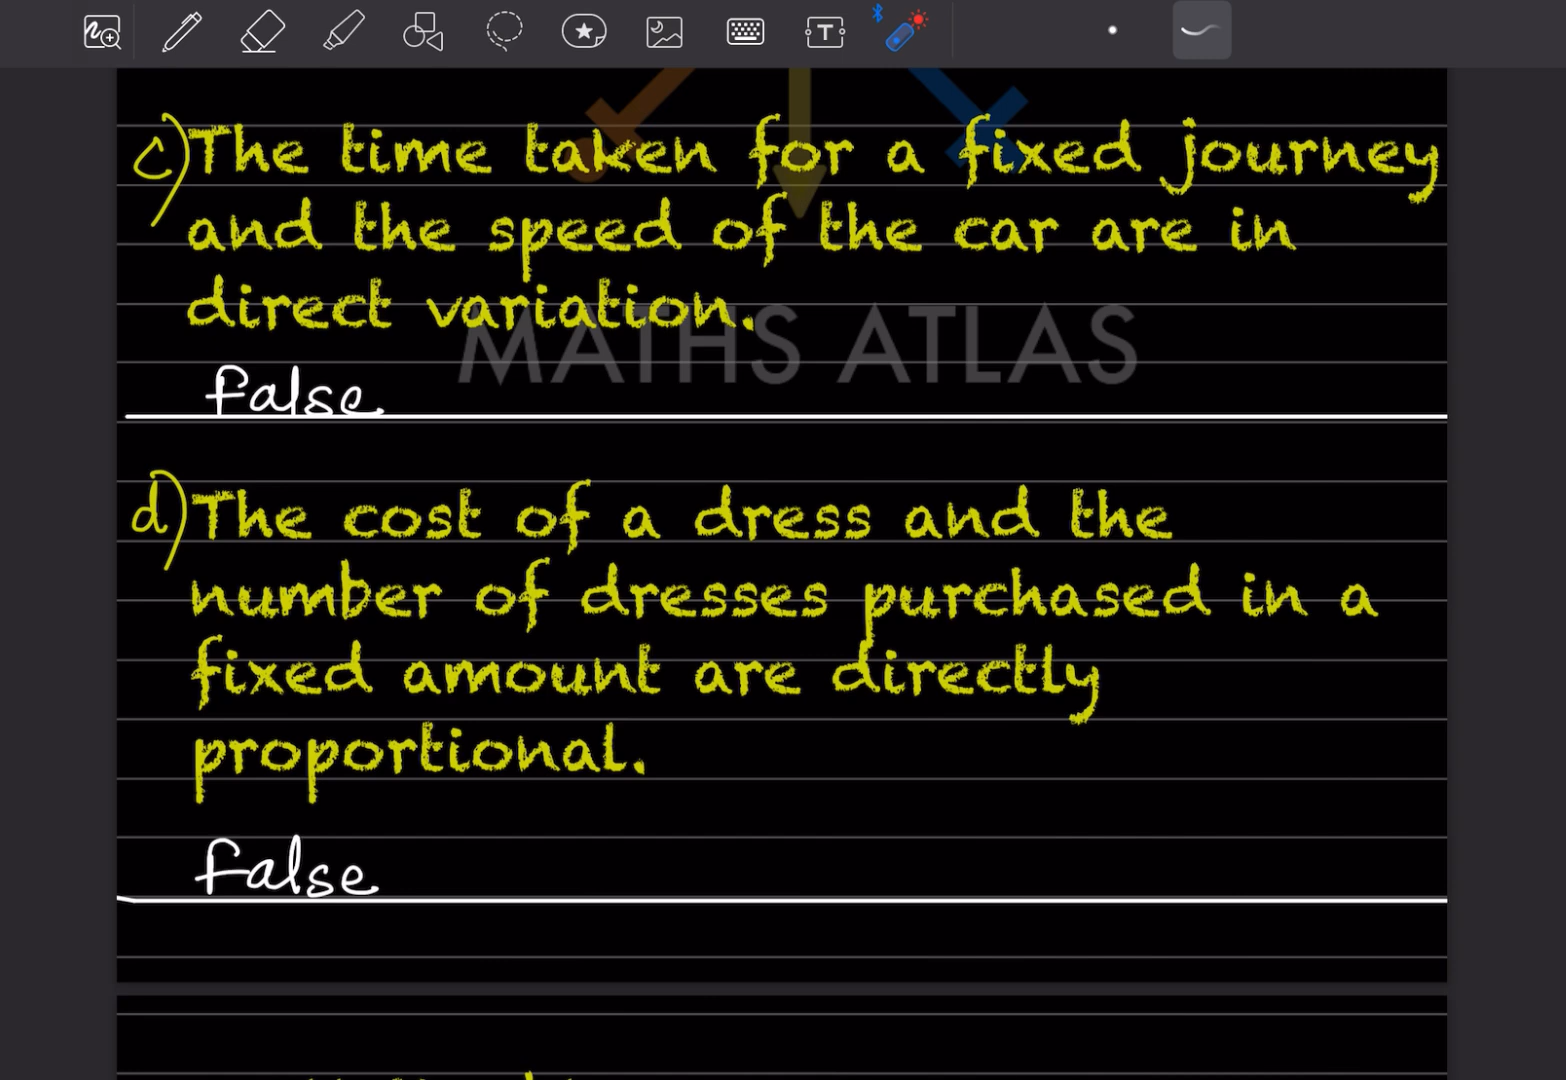 c) The time taken for a fixed journey
and the speed of the car are in
direct variation.
MATHS ATLAS
False
d) The cost of a dress and the
number of dresses purchased in a
fixed amount are directly
proportional.
False